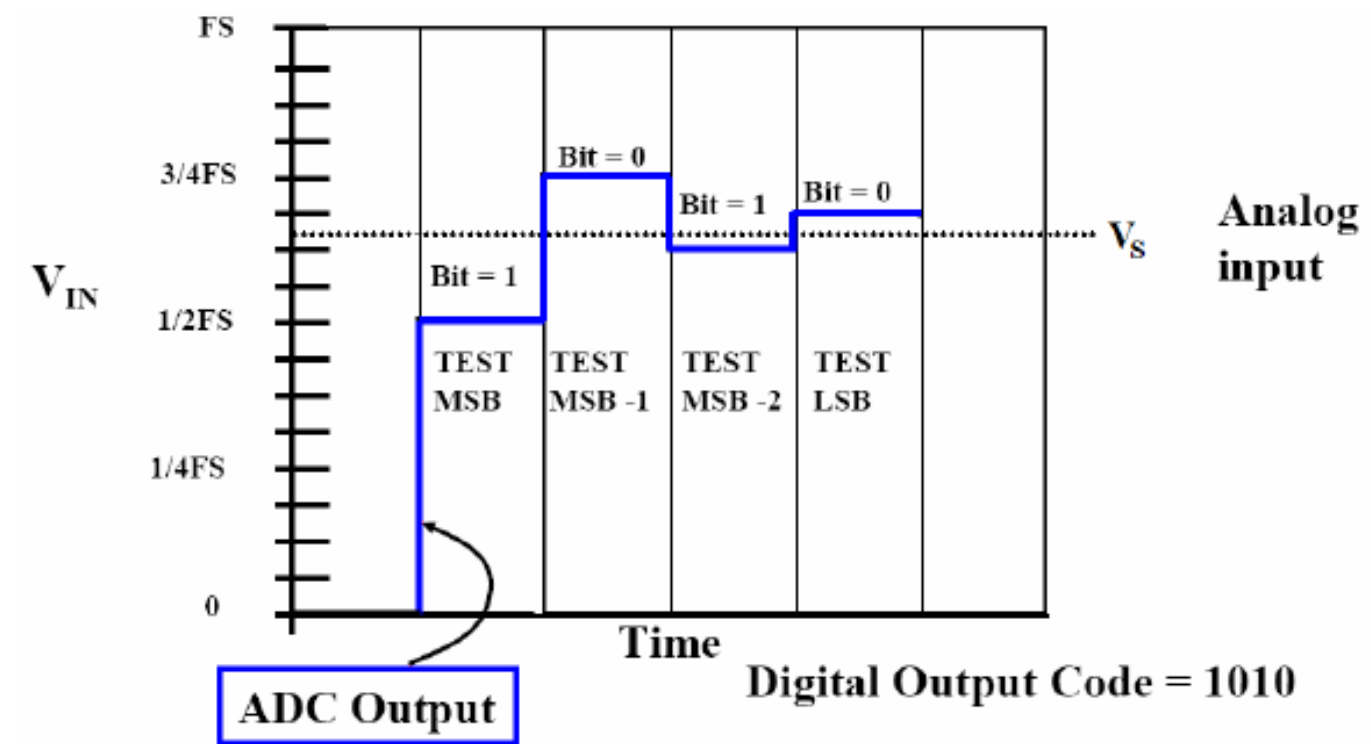 FS
3/4FS
1/2FS
1/4FS
0
V_IN
Bit = 1
Bit = 0
Bit = 1
Bit = 0
TEST MSB
TEST MSB -1
TEST MSB -2
TEST LSB
V_S
Analog
input
Time
ADC Output
Digital Output Code = 1010